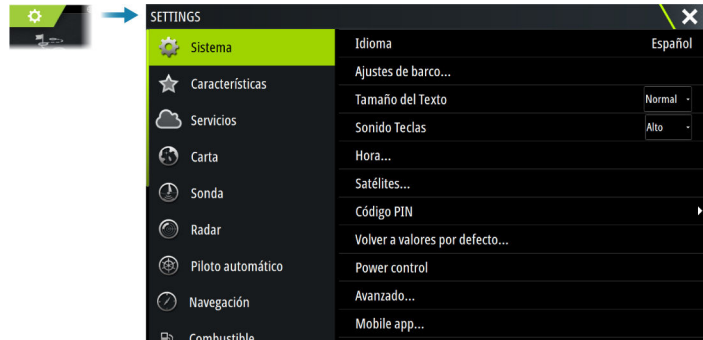 SETTINGS
Sistema
Características
Servicios
Carta
Sonda
Radar
Piloto automático
Navegación
Combustible
Idioma Español
Ajustes de barco...
Tamaño del Texto Normal
Sonido Teclas Alto
Hora...
Satélites...
Código PIN
Volver a valores por defecto...
Power control
Avanzado...
Mobile app...